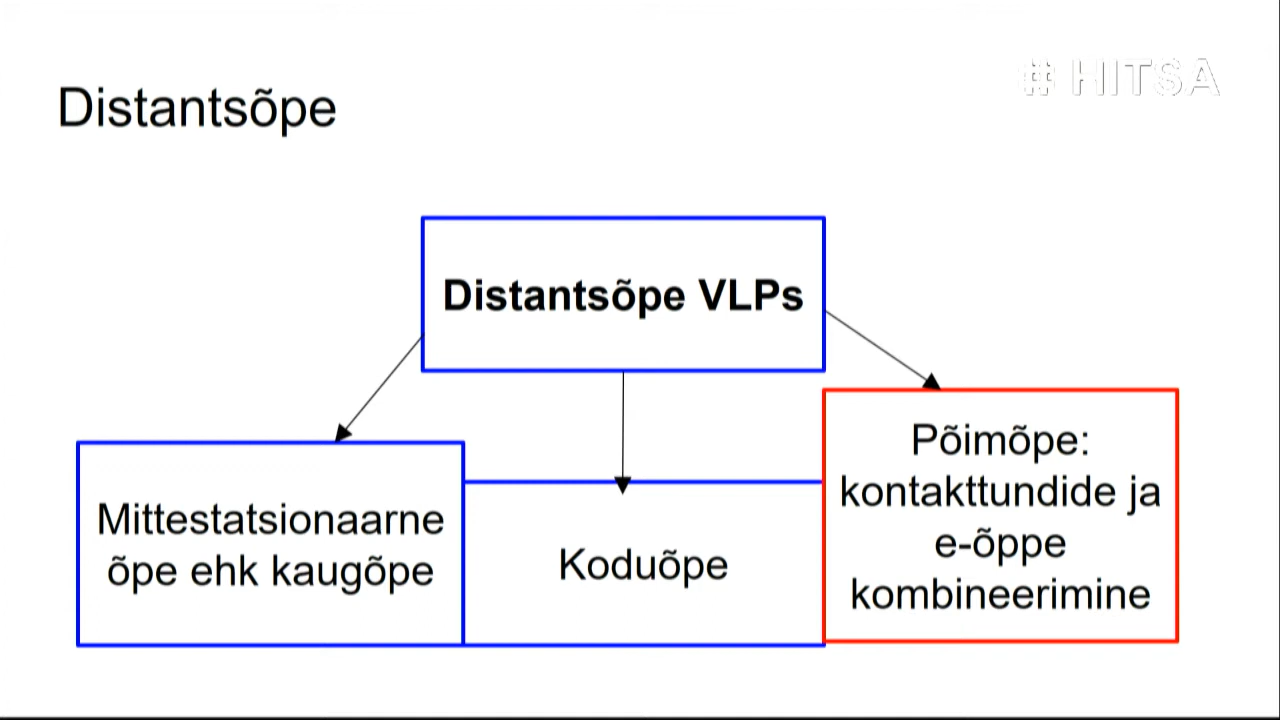 # HITSA
Distantsõpe
Distantsõpe VLPs
Mittestatsionaarne
õpe ehk kaugõpe
Koduõpe
Põimõpe:
kontakttundide ja
e-õppe
kombineerimine